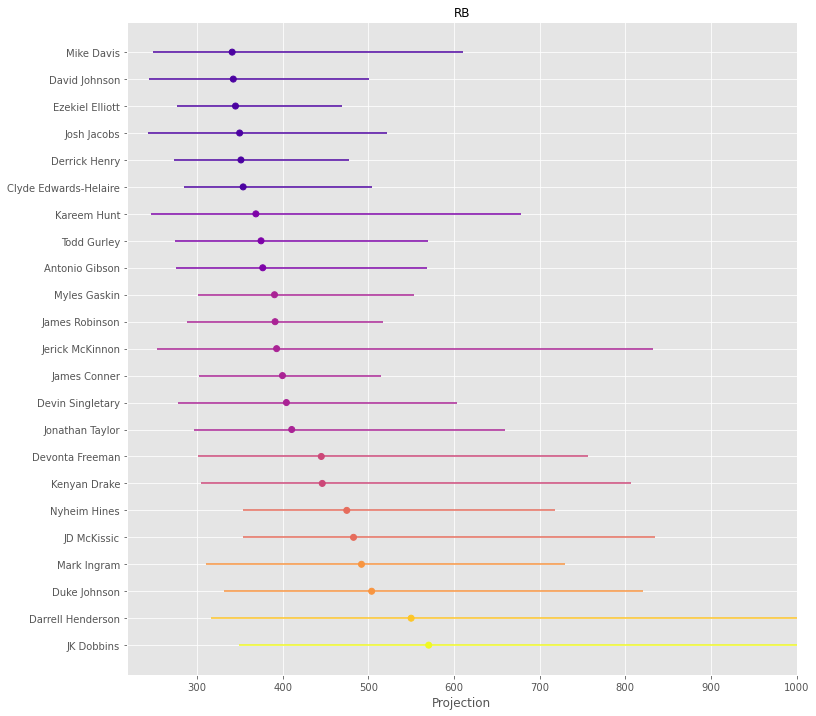 RB
Mike Davis
David Johnson
Ezekiel Elliott
Josh Jacobs
Derrick Henry
Clyde Edwards-Helaire
Kareem Hunt
Todd Gurley
Antonio Gibson
Myles Gaskin
James Robinson
Jerick McKinnon
James Conner
Devin Singletary
Jonathan Taylor
Devonta Freeman
Kenyan Drake
Nyheim Hines
JD McKissic
Mark Ingram
Duke Johnson
Darrell Henderson
JK Dobbins
300 400 500 600 700 800 900 1000
Projection